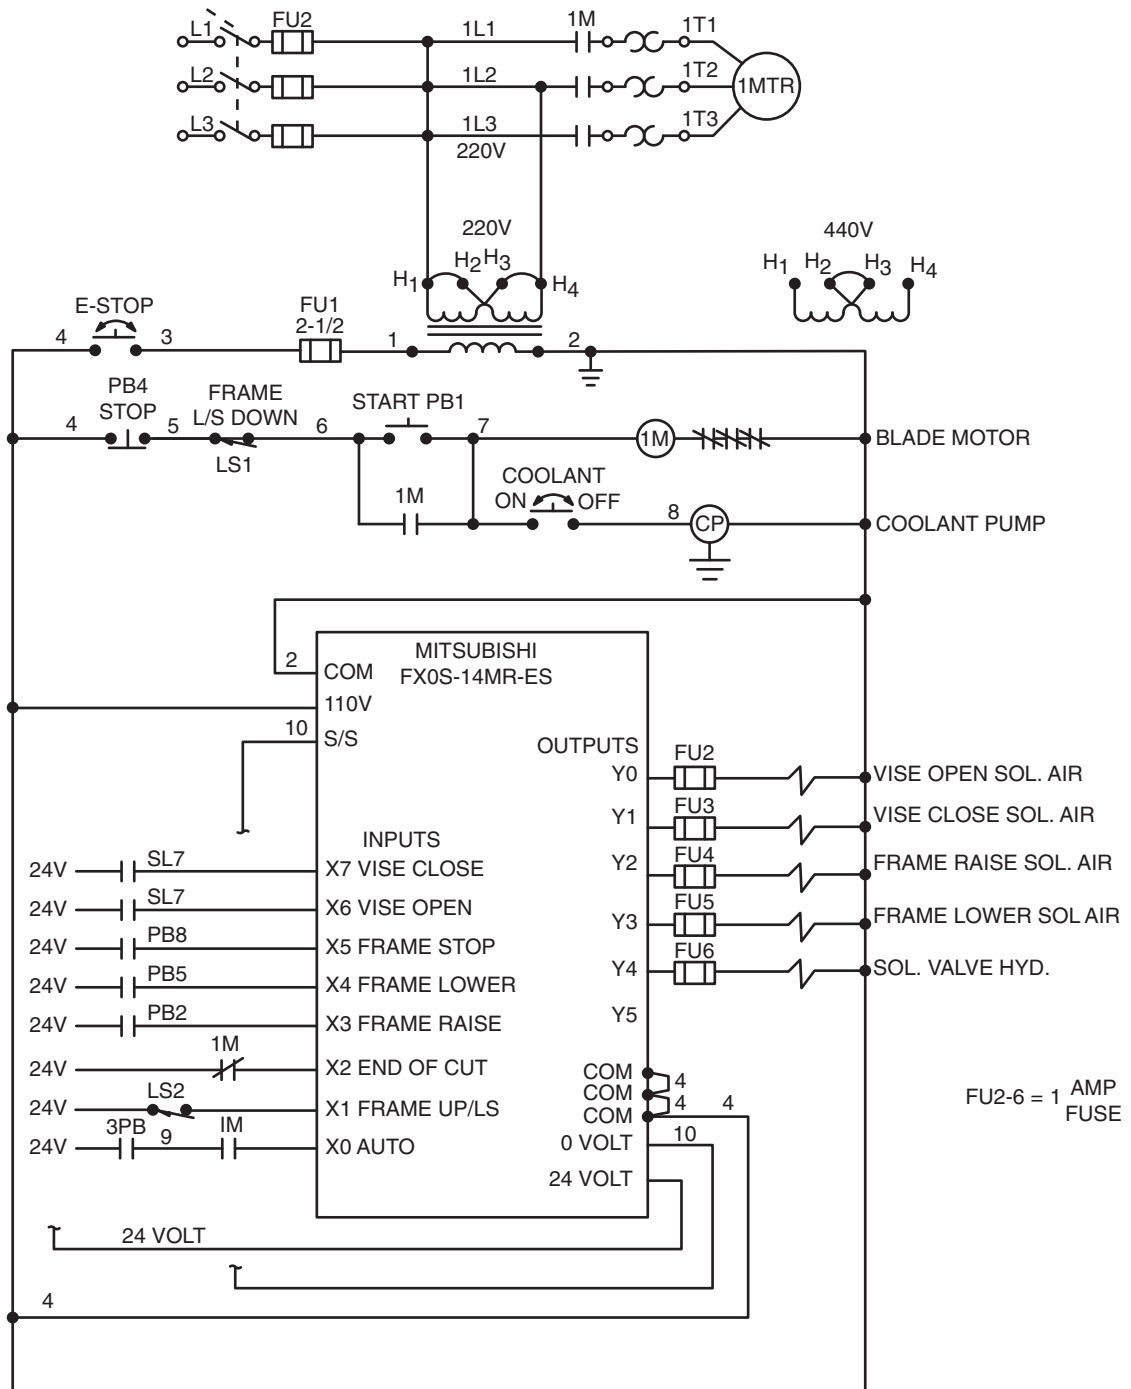 L1 FU2 1L1 1M 1T1
L2 1L2 1T2 1MTR
L3 1L3 1T3
220V
220V 440V
H1 H2 H3 H4 H1 H2 H3 H4
E-STOP FU1
2-1/2
4 3 1 2
PB4
STOP
FRAME
L/S DOWN
START PB1
4 5 6 7 1M BLADE MOTOR
LS1
1M
COOLANT
ON OFF
8 CP COOLANT PUMP
MITSUBISHI
FX0S-14MR-ES
2 COM
110V
10 S/S
OUTPUTS
Y0 FU2 VISE OPEN SOL. AIR
Y1 FU3 VISE CLOSE SOL. AIR
Y2 FU4 FRAME RAISE SOL. AIR
Y3 FU5 FRAME LOWER SOL AIR
Y4 FU6 SOL. VALVE HYD.
Y5
INPUTS
24V SL7 X7 VISE CLOSE
24V SL7 X6 VISE OPEN
24V PB8 X5 FRAME STOP
24V PB5 X4 FRAME LOWER
24V PB2 X3 FRAME RAISE
24V 1M X2 END OF CUT
24V LS2 X1 FRAME UP/LS
24V 3PB 9 IM X0 AUTO
COM 4
COM 4
COM 4
0 VOLT 10
24 VOLT
FU2-6 = 1 AMP
FUSE
24 VOLT
4